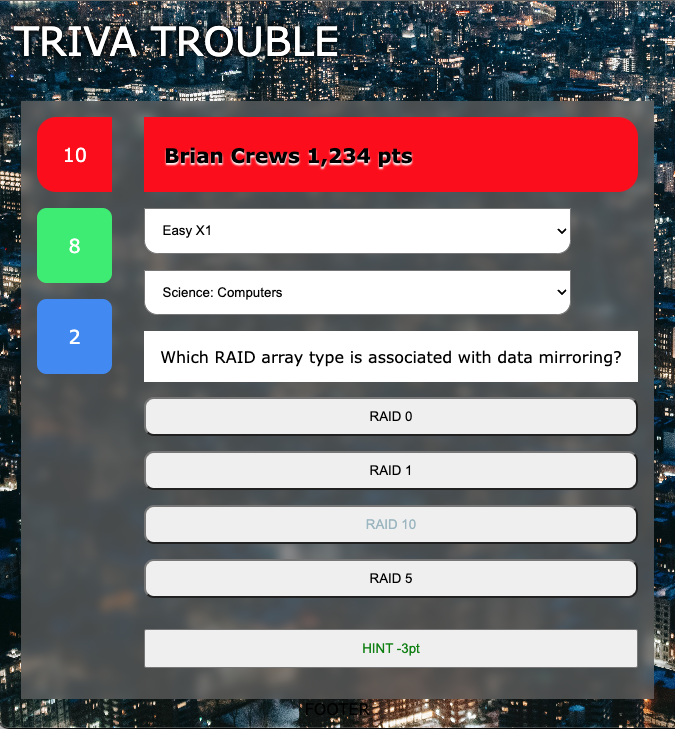 TRIVA TROUBLE
10
Brian Crews 1,234 pts
8
Easy X1
2
Science: Computers
Which RAID array type is associated with data mirroring?
RAID 0
RAID 1
RAID 10
RAID 5
HINT -3pt
FOOTER